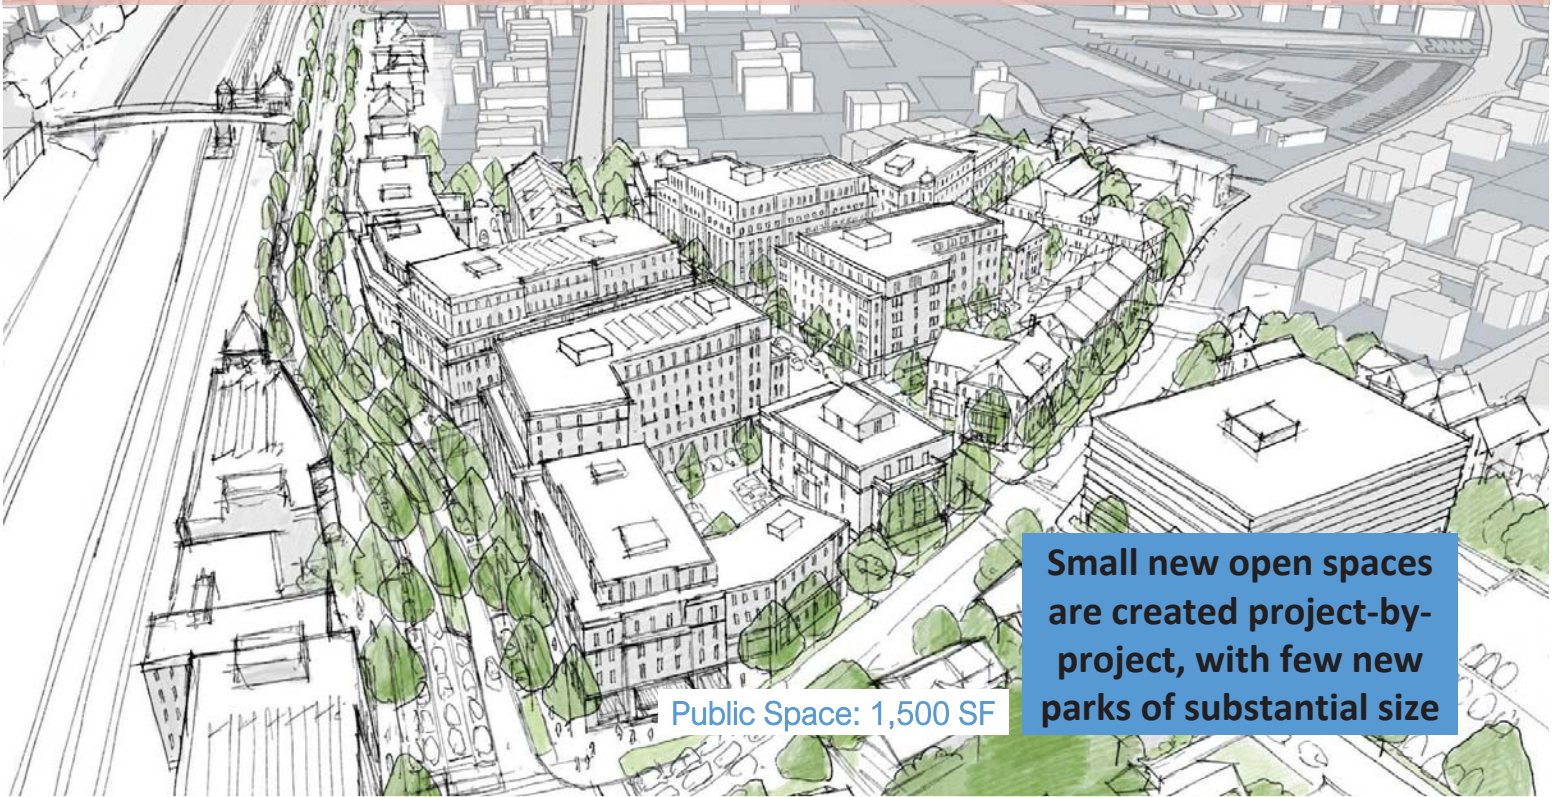 Small new open spaces
are created project-by-
project, with few new
parks of substantial size
Public Space: 1,500 SF